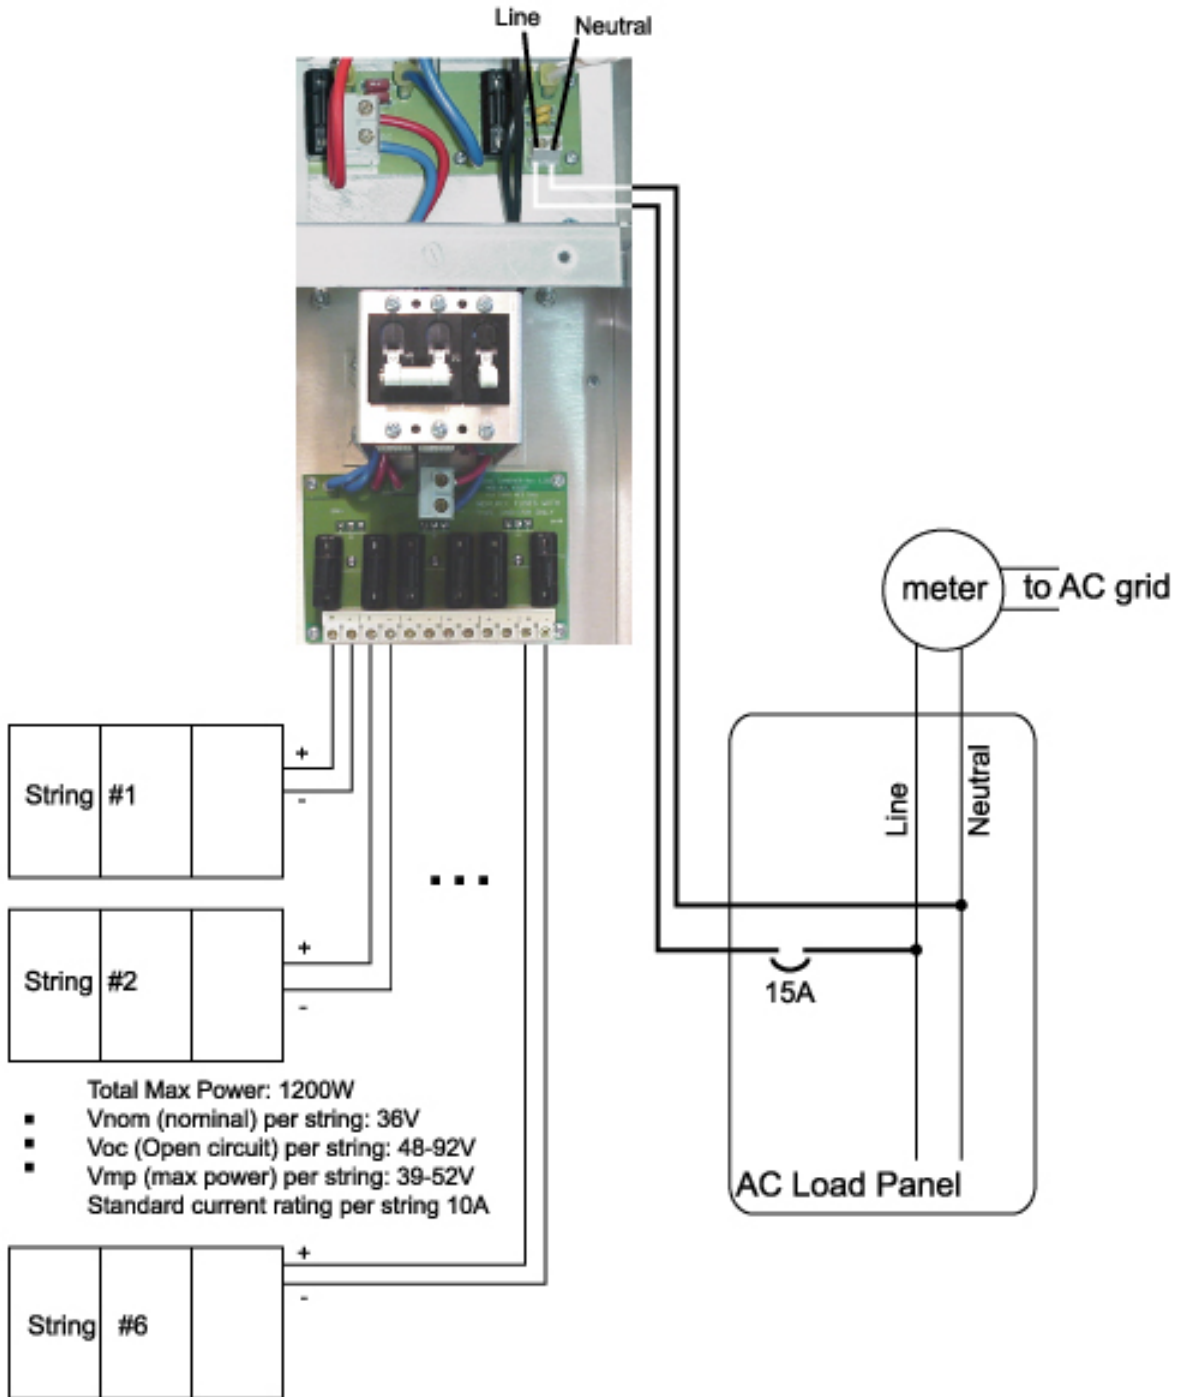 Line
Neutral
meter
to AC grid
Line
Neutral
String #1
+
-
String #2
+
-
15A
Total Max Power: 1200W
Vnom (nominal) per string: 36V
Voc (Open circuit) per string: 48-92V
Vmp (max power) per string: 39-52V
Standard current rating per string 10A
AC Load Panel
String #6
+
-